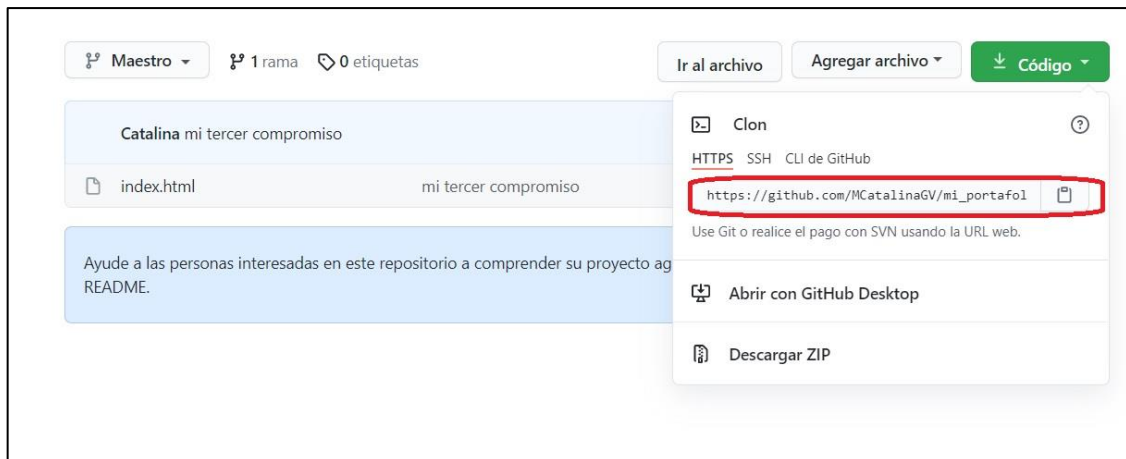 Maestro 1 rama 0 etiquetas Ir al archivo Agregar archivo Código
Catalina mi tercer compromiso
index.html mi tercer compromiso
Ayude a las personas interesadas en este repositorio a comprender su proyecto ag
README.
Clon
HTTPS SSH CLI de GitHub
https://github.com/MCatalinaGV/mi_portafol
Use Git o realice el pago con SVN usando la URL web.
Abrir con GitHub Desktop
Descargar ZIP